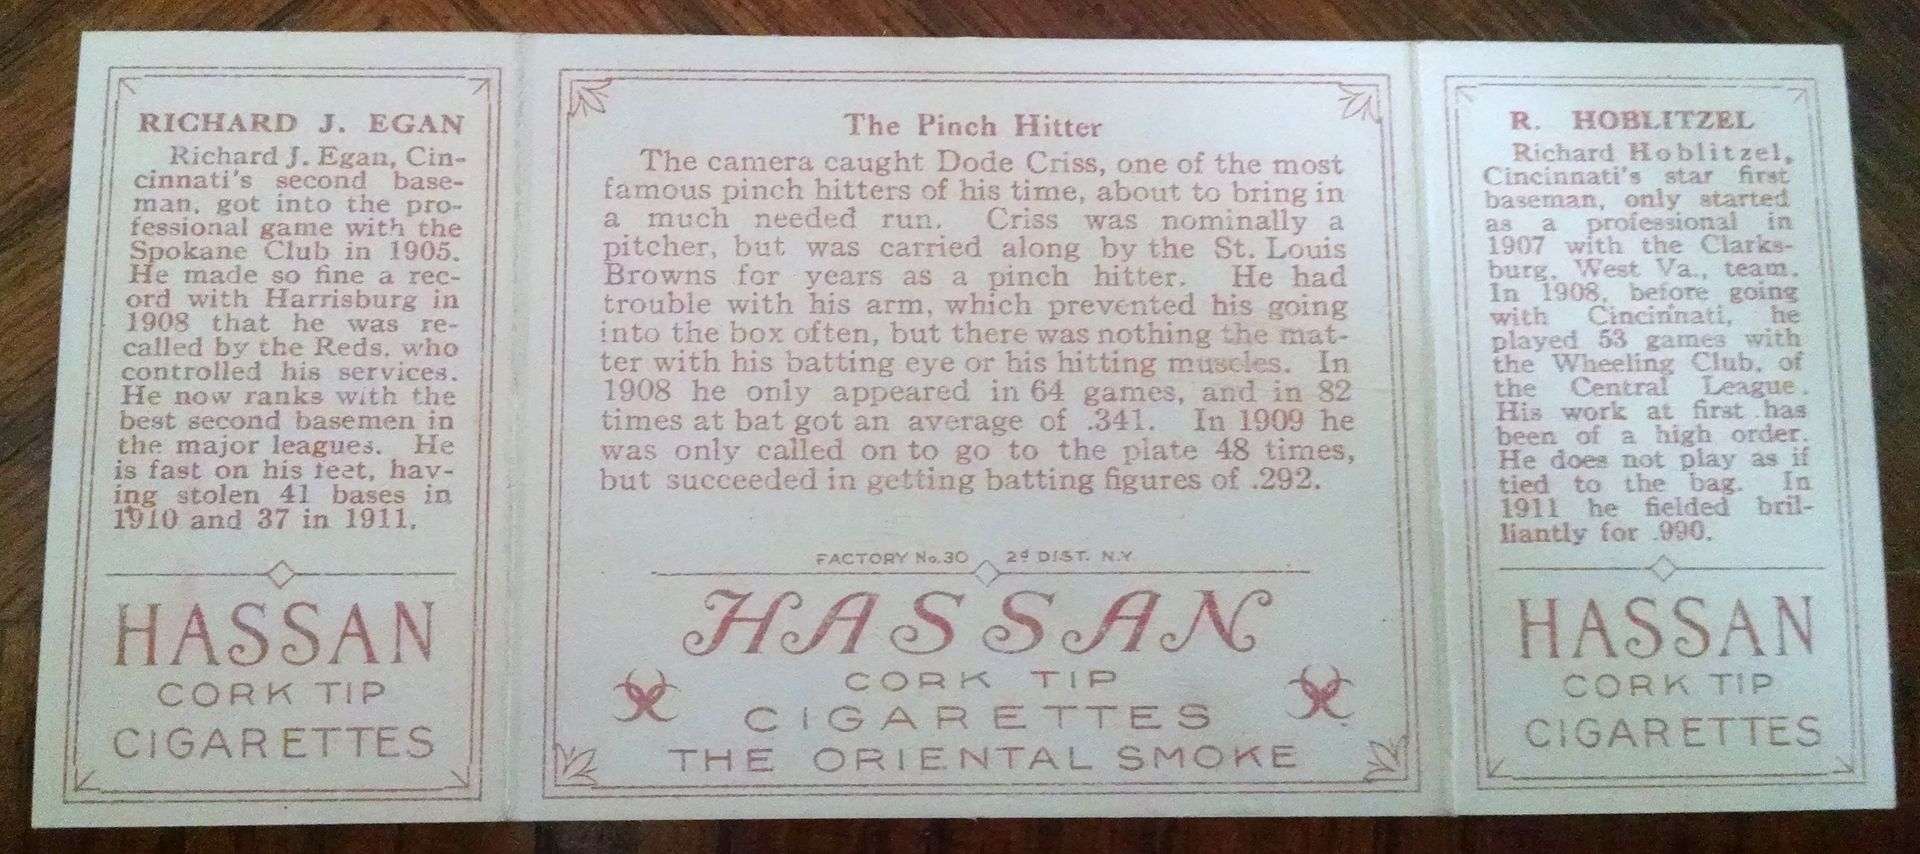 RICHARD J. EGAN
Richard J. Egan, Cin-
cinnati's second base-
man, got into the pro-
fessional game with the
Spokane Club in 1905.
He made so fine a rec-
ord with Harrisburg in
1908 that he was re-
called by the Reds, who
controlled his services.
He now ranks with the
best second basemen in
the major leagues. He
is fast on his feet, hav-
ing stolen 41 bases in
1910 and 37 in 1911.
HASSAN
CORK TIP
CIGARETTES
The Pinch Hitter
The camera caught Dode Criss, one of the most
famous pinch hitters of his time, about to bring in
a much needed run. Criss was nominally a
pitcher, but was carried along by the St. Louis
Browns for years as a pinch hitter. He had
trouble with his arm, which prevented his going
into the box often, but there was nothing the mat-
ter with his batting eye or his hitting muscles. In
1908 he only appeared in 64 games, and in 82
times at bat got an average of .341. In 1909 he
was only called on to go to the plate 48 times,
but succeeded in getting batting figures of .292.
FACTORY No. 30 2d DIST. N.Y.
HASSAN
CORK TIP
CIGARETTES
THE ORIENTAL SMOKE
R. HOBLITZEL
Richard Hoblitzel,
Cincinnati's star first
baseman, only started
as a professional in
1907 with the Clarks-
burg, West Va., team.
In 1908, before going
with Cincinnati, he
played 53 games with
the Wheeling Club, of
the Central League.
His work at first has
been of a high order.
He does not play as if
tied to the bag. In
1911 he fielded bril-
liantly for .990.
HASSAN
CORK TIP
CIGARETTES